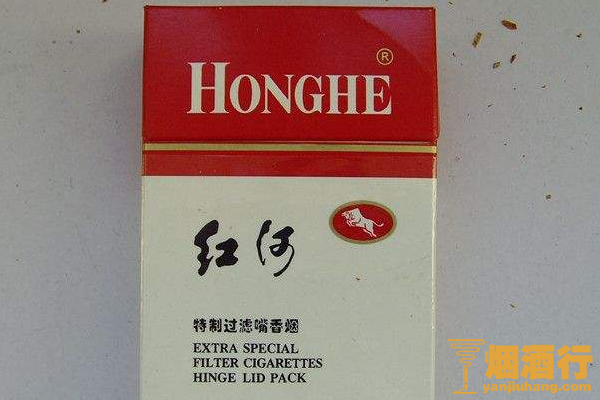 HONGHE ®
红河
特制过滤嘴香烟
EXTRA SPECIAL
FILTER CIGARETTES
HINGE LID PACK
烟酒行
yanjiuhang.com